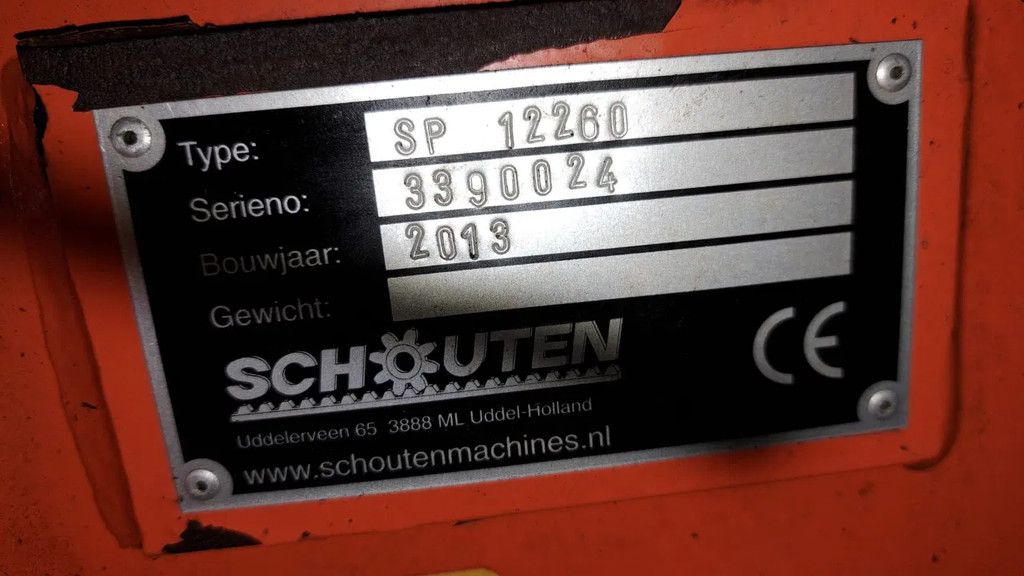 Type: SP 12260
Serieno: 3390024
Bouwjaar: 2013
Gewicht:
SCHOUTEN
CE
Uddelerveen 65 3888 ML Uddel-Holland
www.schoutenmachines.nl